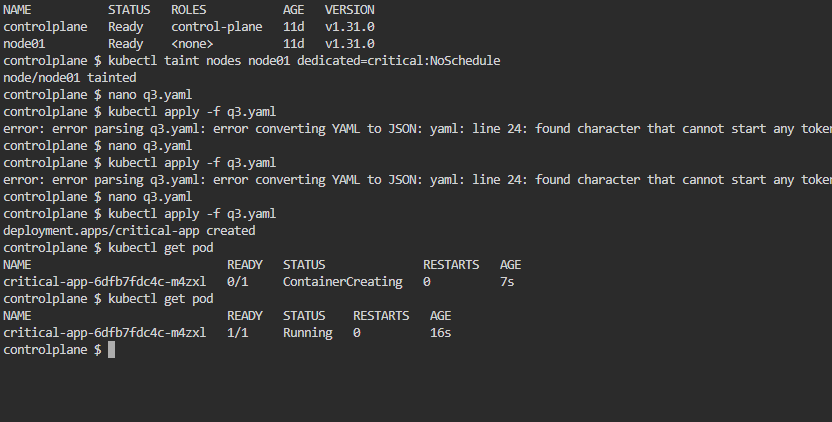 NAME STATUS ROLES AGE VERSION
controlplane Ready control-plane 11d v1.31.0
node01 Ready <none> 11d v1.31.0
controlplane $ kubectl taint nodes node01 dedicated=critical:NoSchedule
node/node01 tainted
controlplane $ nano q3.yaml
controlplane $ kubectl apply -f q3.yaml
error: error parsing q3.yaml: error converting YAML to JSON: yaml: line 24: found character that cannot start any token
controlplane $ nano q3.yaml
controlplane $ kubectl apply -f q3.yaml
error: error parsing q3.yaml: error converting YAML to JSON: yaml: line 24: found character that cannot start any token
controlplane $ nano q3.yaml
controlplane $ kubectl apply -f q3.yaml
deployment.apps/critical-app created
controlplane $ kubectl get pod
NAME READY STATUS RESTARTS AGE
critical-app-6dfb7fdc4c-m4zxl 0/1 ContainerCreating 0 7s
controlplane $ kubectl get pod
NAME READY STATUS RESTARTS AGE
critical-app-6dfb7fdc4c-m4zxl 1/1 Running 0 16s
controlplane $